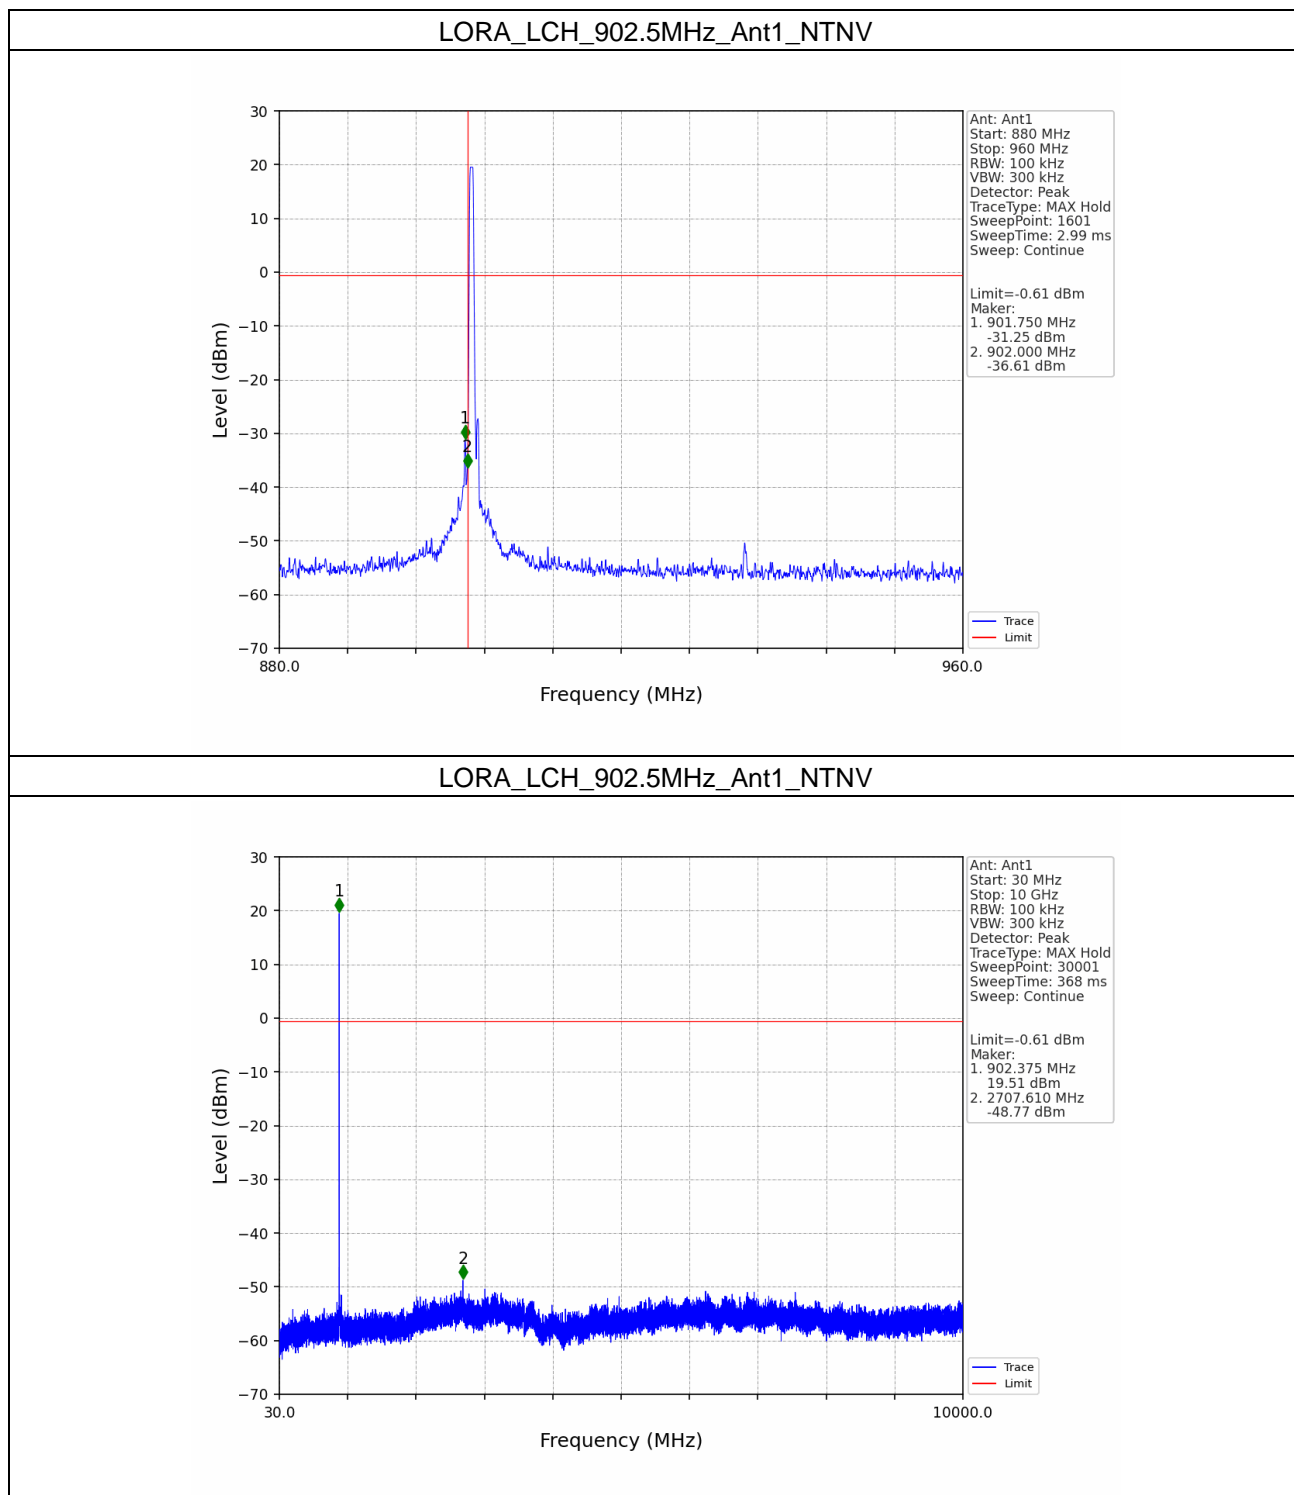 LORA_LCH_902.5MHz_Ant1_NTNV
30
20
10
0
−10
−20
−30
−40
−50
−60
−70
Level (dBm)
1
2
880.0
960.0
Frequency (MHz)
Ant: Ant1
Start: 880 MHz
Stop: 960 MHz
RBW: 100 kHz
VBW: 300 kHz
Detector: Peak
TraceType: MAX Hold
SweepPoint: 1601
SweepTime: 2.99 ms
Sweep: Continue
Limit=-0.61 dBm
Maker:
1. 901.750 MHz
-31.25 dBm
2. 902.000 MHz
-36.61 dBm
Trace
Limit
LORA_LCH_902.5MHz_Ant1_NTNV
30
20
10
0
−10
−20
−30
−40
−50
−60
−70
Level (dBm)
1
2
30.0
10000.0
Frequency (MHz)
Ant: Ant1
Start: 30 MHz
Stop: 10 GHz
RBW: 100 kHz
VBW: 300 kHz
Detector: Peak
TraceType: MAX Hold
SweepPoint: 30001
SweepTime: 368 ms
Sweep: Continue
Limit=-0.61 dBm
Maker:
1. 902.375 MHz
19.51 dBm
2. 2707.610 MHz
-48.77 dBm
Trace
Limit